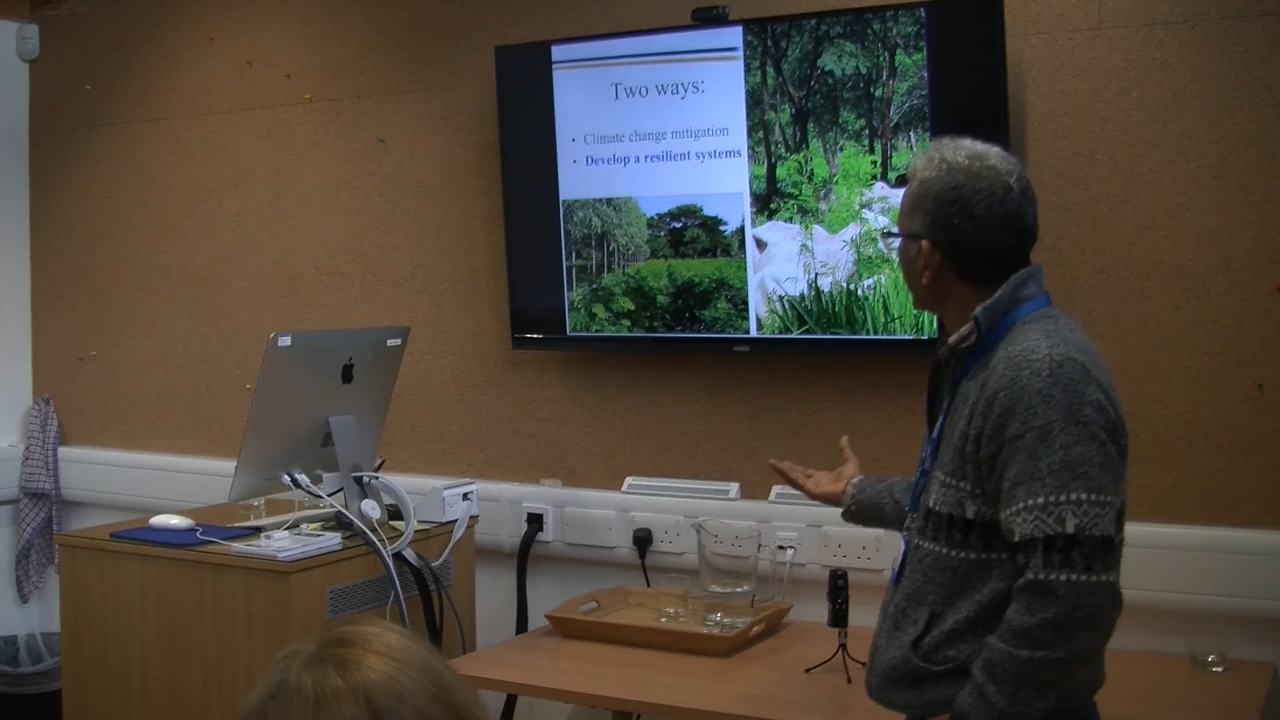 Two ways:
• Climate change mitigation
• Develop a resilient systems